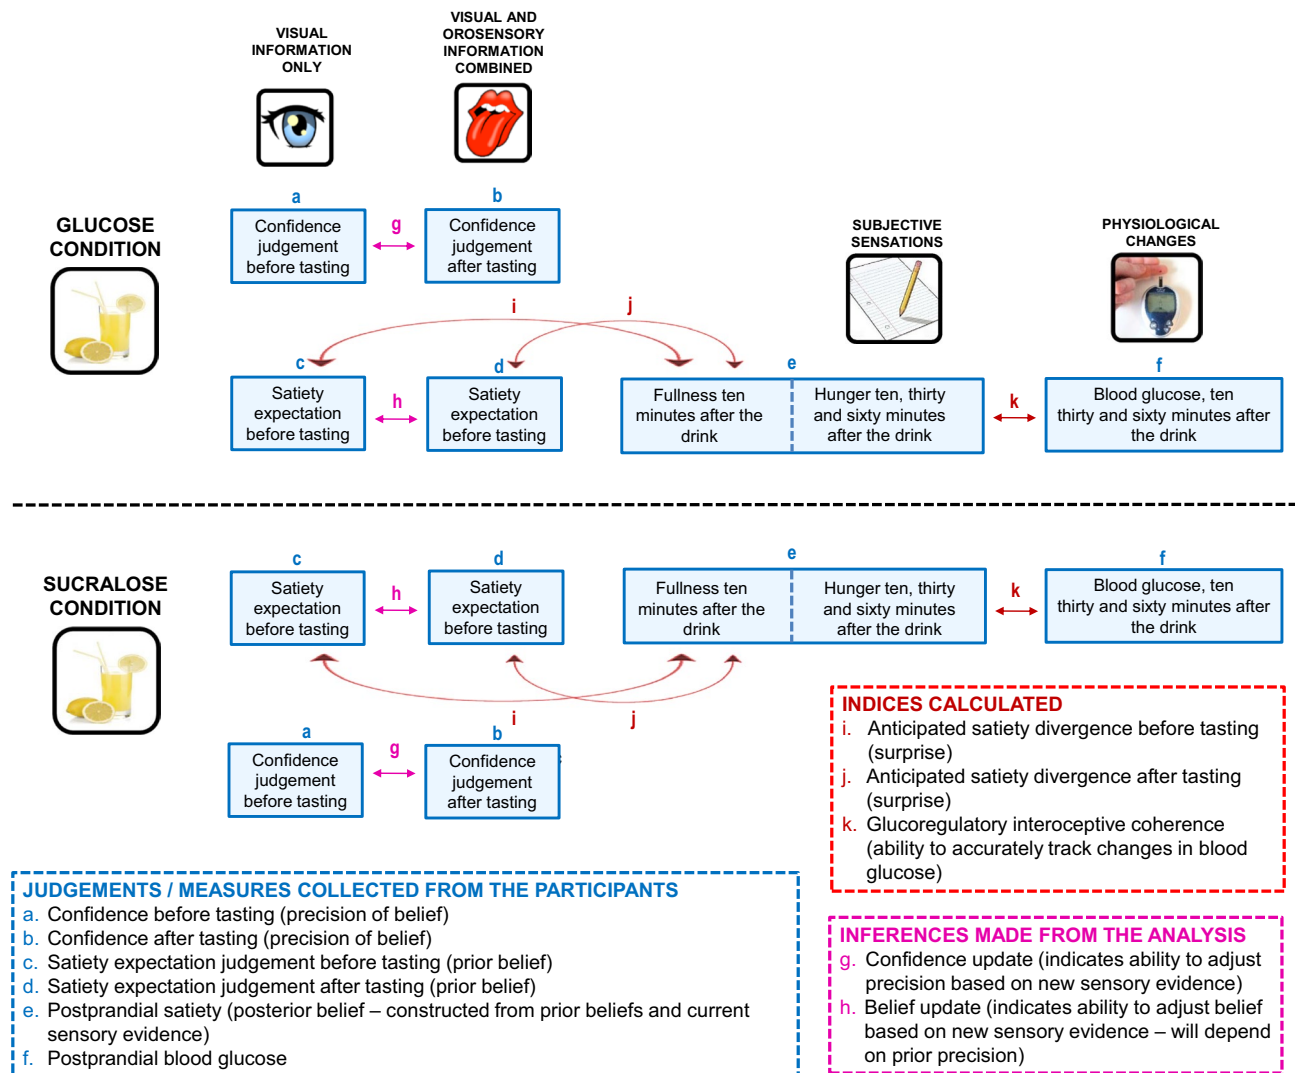 VISUAL
INFORMATION
ONLY
VISUAL AND
OROSENSORY
INFORMATION
COMBINED
GLUCOSE
CONDITION
a
Confidence
judgement
before tasting
g
b
Confidence
judgement
after tasting
SUBJECTIVE
SENSATIONS
PHYSIOLOGICAL
CHANGES
i
j
c
Satiety
expectation
before tasting
h
d
Satiety
expectation
before tasting
e
Fullness ten
minutes after the
drink
Hunger ten, thirty
and sixty minutes
after the drink
k
f
Blood glucose, ten
thirty and sixty minutes after
the drink
SUCRALOSE
CONDITION
c
Satiety
expectation
before tasting
h
d
Satiety
expectation
before tasting
e
Fullness ten
minutes after the
drink
Hunger ten, thirty
and sixty minutes
after the drink
k
f
Blood glucose, ten
thirty and sixty minutes after
the drink
i
j
a
Confidence
judgement
before tasting
g
b
Confidence
judgement
after tasting
INDICES CALCULATED
i. Anticipated satiety divergence before tasting
(surprise)
j. Anticipated satiety divergence after tasting
(surprise)
k. Glucoregulatory interoceptive coherence
(ability to accurately track changes in blood
glucose)
JUDGEMENTS / MEASURES COLLECTED FROM THE PARTICIPANTS
a. Confidence before tasting (precision of belief)
b. Confidence after tasting (precision of belief)
c. Satiety expectation judgement before tasting (prior belief)
d. Satiety expectation judgement after tasting (prior belief)
e. Postprandial satiety (posterior belief – constructed from prior beliefs and current
sensory evidence)
f. Postprandial blood glucose
INFERENCES MADE FROM THE ANALYSIS
g. Confidence update (indicates ability to adjust
precision based on new sensory evidence)
h. Belief update (indicates ability to adjust belief
based on new sensory evidence – will depend
on prior precision)